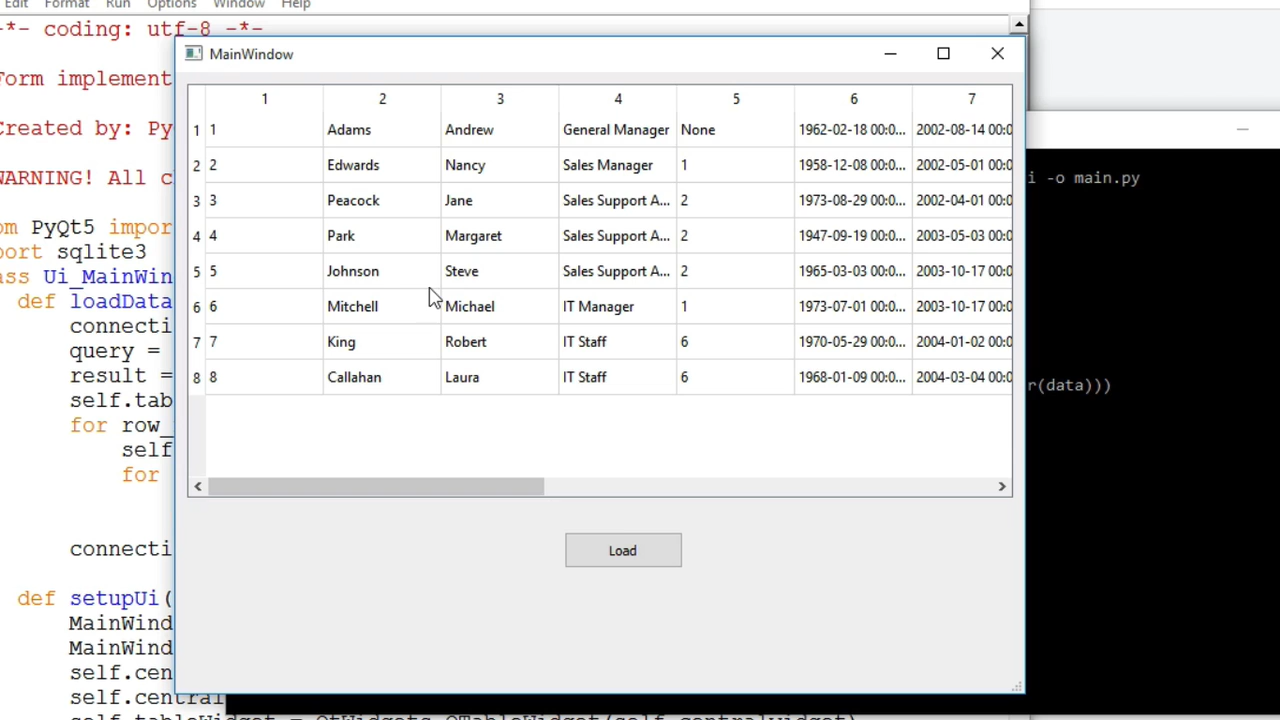 Edit Format Run Options Window Help
-*- coding: utf-8 -*-
MainWindow
Form implement
Created by: Py
WARNING! All c
i -o main.py
om PyQt5 impor
port sqlite3
ass Ui_MainWin
def loadData
connecti
query =
result =
r(data)))
self.tab
for row_
self
for
connecti
def setupUi(
MainWind
MainWind
self.cen
self.central
self.tableWidget = QtWidgets.QTableWidget(self.centralwidget)
1 2 3 4 5 6 7
1 1 Adams Andrew General Manager None 1962-02-18 00:0... 2002-08-14 00:0
2 2 Edwards Nancy Sales Manager 1 1958-12-08 00:0... 2002-05-01 00:0
3 3 Peacock Jane Sales Support A... 2 1973-08-29 00:0... 2002-04-01 00:0
4 4 Park Margaret Sales Support A... 2 1947-09-19 00:0... 2003-05-03 00:0
5 5 Johnson Steve Sales Support A... 2 1965-03-03 00:0... 2003-10-17 00:0
6 6 Mitchell Michael IT Manager 1 1973-07-01 00:0... 2003-10-17 00:0
7 7 King Robert IT Staff 6 1970-05-29 00:0... 2004-01-02 00:0
8 8 Callahan Laura IT Staff 6 1968-01-09 00:0... 2004-03-04 00:0
Load